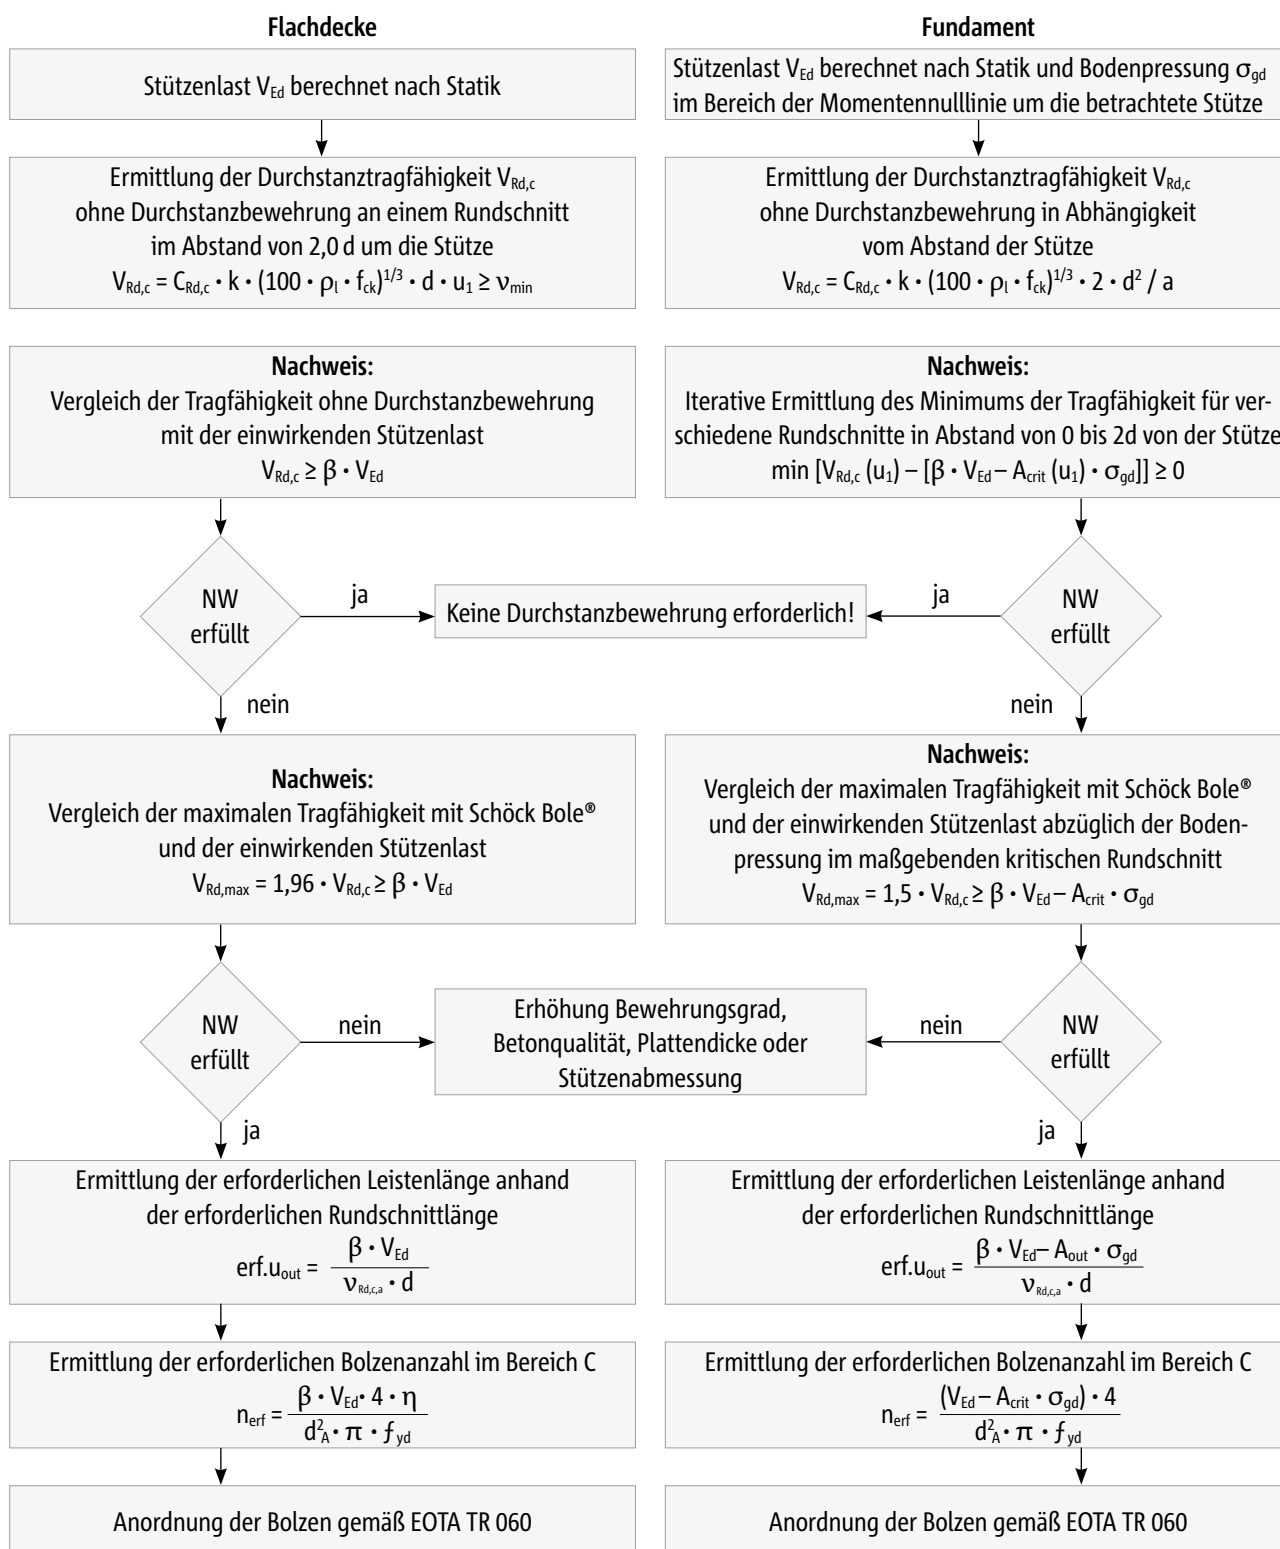 Flachdecke
Stützenlast V_Ed berechnet nach Statik
Ermittlung der Durchstanztragfähigkeit V_Rd,c
ohne Durchstanzbewehrung an einem Rundschnitt
im Abstand von 2,0 d um die Stütze
V_Rd,c = C_Rd,c • k • (100 • ρ_l • f_ck)^1/3 • d • u_1 ≥ ν_min
Nachweis:
Vergleich der Tragfähigkeit ohne Durchstanzbewehrung
mit der einwirkenden Stützenlast
V_Rd,c ≥ β • V_Ed
NW
erfüllt
ja
nein
Nachweis:
Vergleich der maximalen Tragfähigkeit mit Schöck Bole®
und der einwirkenden Stützenlast
V_Rd,max = 1,96 • V_Rd,c ≥ β • V_Ed
NW
erfüllt
nein
ja
Ermittlung der erforderlichen Leistenlänge anhand
der erforderlichen Rundschnittlänge
erf.u_out = β • V_Ed / ν_Rd,c,a • d
Ermittlung der erforderlichen Bolzenanzahl im Bereich C
n_erf = β • V_Ed • 4 • η / d²_A • π • f_yd
Anordnung der Bolzen gemäß EOTA TR 060
Keine Durchstanzbewehrung erforderlich!
Erhöhung Bewehrungsgrad,
Betonqualität, Plattendicke oder
Stützenabmessung
Fundament
Stützenlast V_Ed berechnet nach Statik und Bodenpressung σ_gd
im Bereich der Momentennulllinie um die betrachtete Stütze
Ermittlung der Durchstanztragfähigkeit V_Rd,c
ohne Durchstanzbewehrung in Abhängigkeit
vom Abstand der Stütze
V_Rd,c = C_Rd,c • k • (100 • ρ_l • f_ck)^1/3 • 2 • d² / a
Nachweis:
Iterative Ermittlung des Minimums der Tragfähigkeit für ver-
schiedene Rundschnitte in Abstand von 0 bis 2d von der Stütze
min [V_Rd,c (u_1) – [β • V_Ed – A_crit (u_1) • σ_gd]] ≥ 0
NW
erfüllt
ja
nein
Nachweis:
Vergleich der maximalen Tragfähigkeit mit Schöck Bole®
und der einwirkenden Stützenlast abzüglich der Boden-
pressung im maßgebenden kritischen Rundschnitt
V_Rd,max = 1,5 • V_Rd,c ≥ β • V_Ed – A_crit • σ_gd
NW
erfüllt
nein
ja
Ermittlung der erforderlichen Leistenlänge anhand
der erforderlichen Rundschnittlänge
erf.u_out = β • V_Ed – A_out • σ_gd / ν_Rd,c,a • d
Ermittlung der erforderlichen Bolzenanzahl im Bereich C
n_erf = (V_Ed – A_crit • σ_gd) • 4 / d²_A • π • f_yd
Anordnung der Bolzen gemäß EOTA TR 060